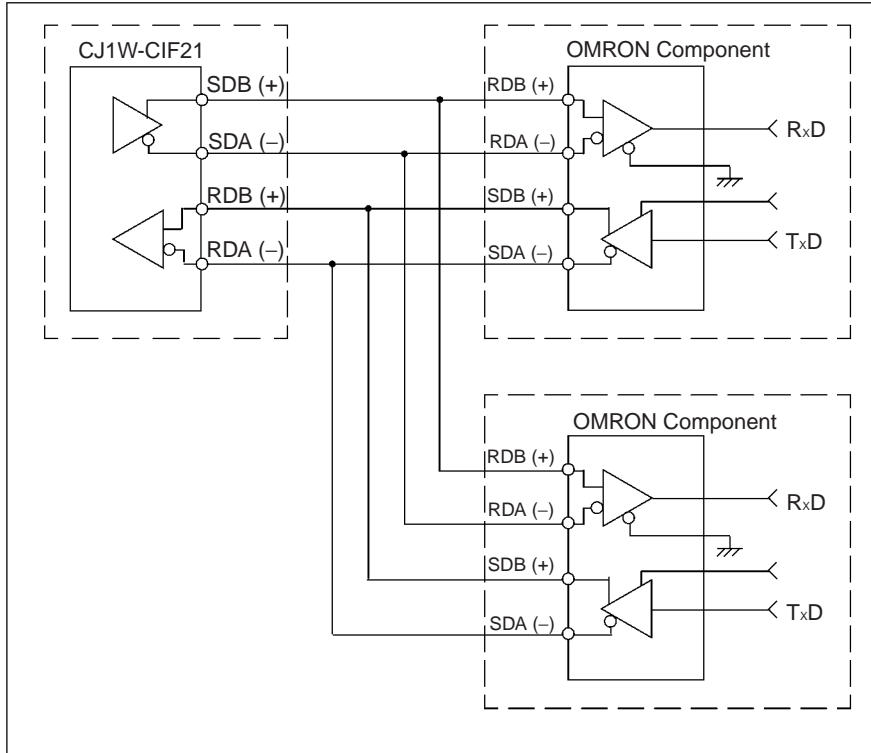 CJ1W-CIF21
SDB (+)
SDA (–)
RDB (+)
RDA (–)
OMRON Component
RDB (+)
RDA (–)
SDB (+)
SDA (–)
RxD
TxD
OMRON Component
RDB (+)
RDA (–)
SDB (+)
SDA (–)
RxD
TxD